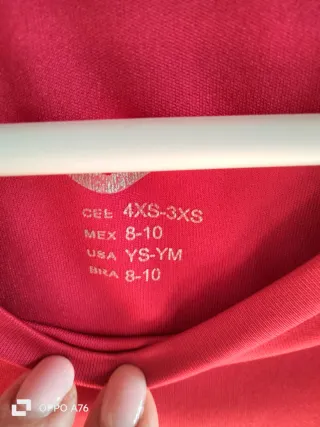 CEE 4XS-3XS
MEX 8-10
USA YS-YM
BRA 8-10
OPPO A76